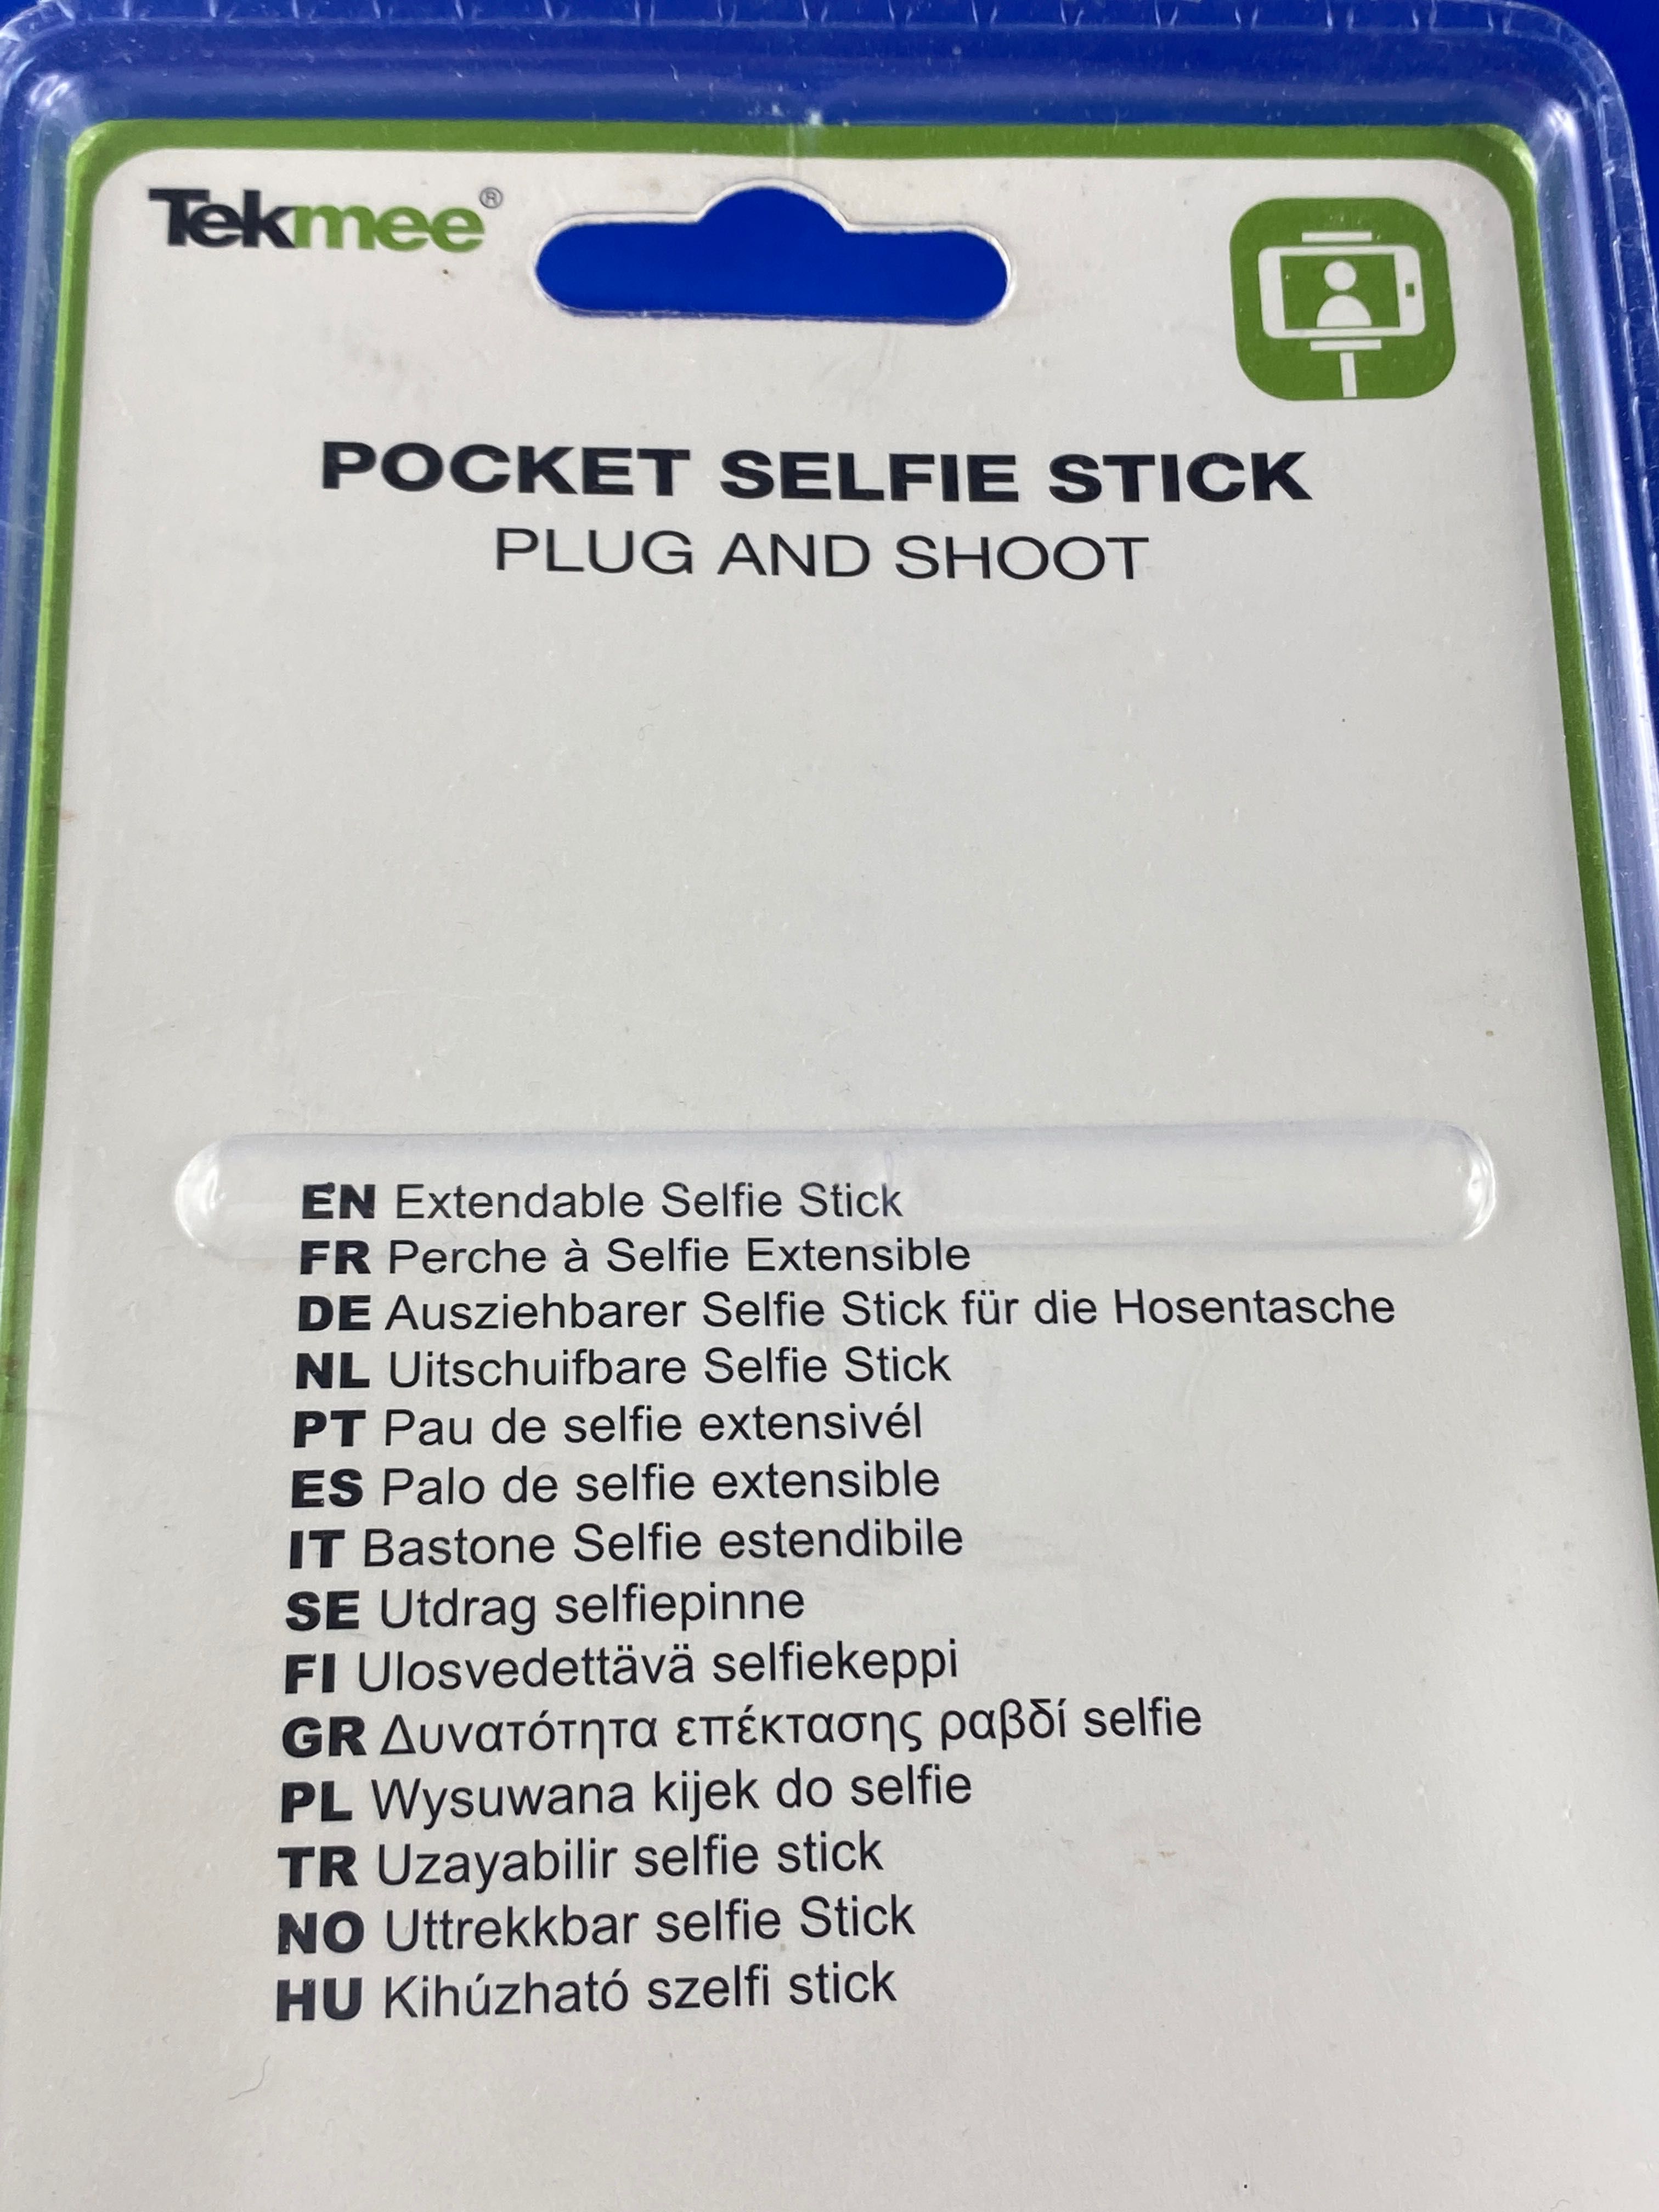 Tekmee®
POCKET SELFIE STICK
PLUG AND SHOOT
EN Extendable Selfie Stick
FR Perche à Selfie Extensible
DE Ausziehbarer Selfie Stick für die Hosentasche
NL Uitschuifbare Selfie Stick
PT Pau de selfie extensivél
ES Palo de selfie extensible
IT Bastone Selfie estendibile
SE Utdrag selfiepinne
FI Ulosvedettävä selfiekeppi
GR Δυνατότητα επέκτασης ραβδί selfie
PL Wysuwana kijek do selfie
TR Uzayabilir selfie stick
NO Uttrekkbar selfie Stick
HU Kihúzható szelfi stick